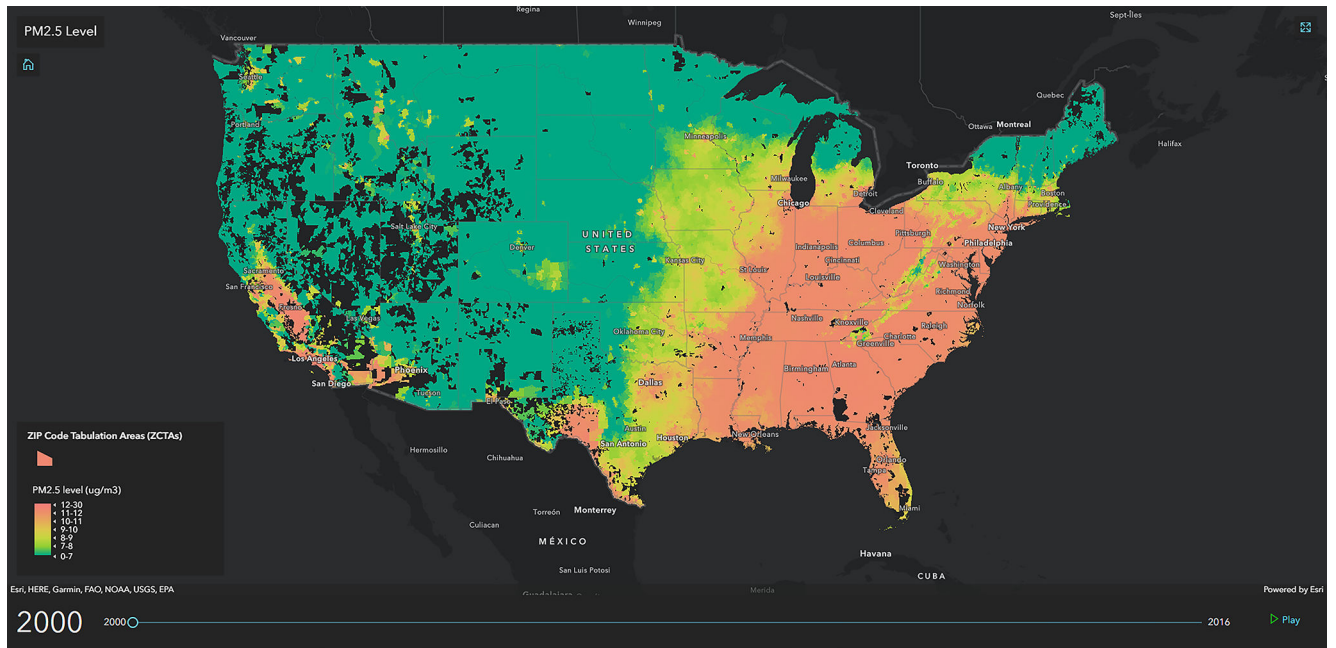 PM2.5 Level
Regina
Winnipeg
Sept-Îles
Vancouver
Seattle
Quebec
Portland
Minneapolis
Ottawa
Montreal
Halifax
Toronto
Milwaukee
Buffalo
Albany
Boston
Detroit
Providence
Chicago
Cleveland
Salt Lake City
New York
Pittsburgh
UNITED
STATES
Denver
Indianapolis
Columbus
Philadelphia
Sacramento
Kansas City
Cincinnati
Washington
St Louis
Louisville
San Francisco
Richmond
Fresno
Norfolk
Las Vegas
Nashville
Knoxville
Raleigh
Oklahoma City
Memphis
Charlotte
Greenville
Los Angeles
Phoenix
Birmingham
Atlanta
San Diego
Dallas
Tucson
El Paso
Austin
Jacksonville
Houston
New Orleans
San Antonio
Hermosillo
Chihuahua
Orlando
Tampa
Miami
Torreón
Monterrey
Culiacan
MÉXICO
Havana
San Luis Potosi
CUBA
Merida
ZIP Code Tabulation Areas (ZCTAs)
PM2.5 level (ug/m3)
12-30
11-12
10-11
9-10
8-9
7-8
0-7
Esri, HERE, Garmin, FAO, NOAA, USGS, EPA
Powered by Esri
2000
2000
2016
Play